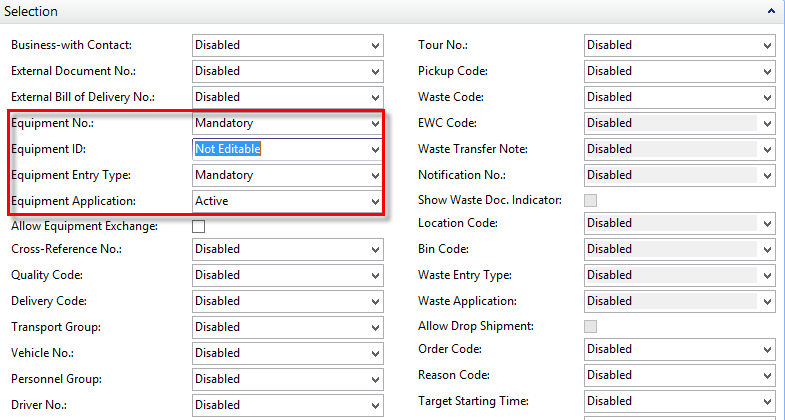 Selection
Business-with Contact: Disabled
External Document No.: Disabled
External Bill of Delivery No.: Disabled
Equipment No.: Mandatory
Equipment ID: Not Editable
Equipment Entry Type: Mandatory
Equipment Application: Active
Allow Equipment Exchange:
Cross-Reference No.: Disabled
Quality Code: Disabled
Delivery Code: Disabled
Transport Group: Disabled
Vehicle No.: Disabled
Personnel Group: Disabled
Driver No.: Disabled
Tour No.: Disabled
Pickup Code: Disabled
Waste Code: Disabled
EWC Code: Disabled
Waste Transfer Note: Disabled
Notification No.: Disabled
Show Waste Doc. Indicator:
Location Code: Disabled
Bin Code: Disabled
Waste Entry Type: Disabled
Waste Application: Disabled
Allow Drop Shipment:
Order Code: Disabled
Reason Code: Disabled
Target Starting Time: Disabled